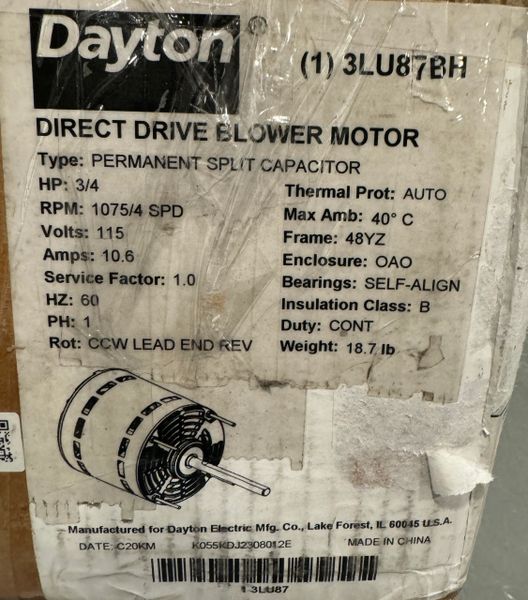 Dayton®
(1) 3LU87BH
DIRECT DRIVE BLOWER MOTOR
Type: PERMANENT SPLIT CAPACITOR
HP: 3/4
RPM: 1075/4 SPD
Volts: 115
Amps: 10.6
Service Factor: 1.0
HZ: 60
PH: 1
Rot: CCW LEAD END REV
Thermal Prot: AUTO
Max Amb: 40° C
Frame: 48YZ
Enclosure: OAO
Bearings: SELF-ALIGN
Insulation Class: B
Duty: CONT
Weight: 18.7 lb
Manufactured for Dayton Electric Mfg. Co., Lake Forest, IL 60045 U.S.A.
DATE: C20KM K055KDJ2308012E MADE IN CHINA
1 3LU87